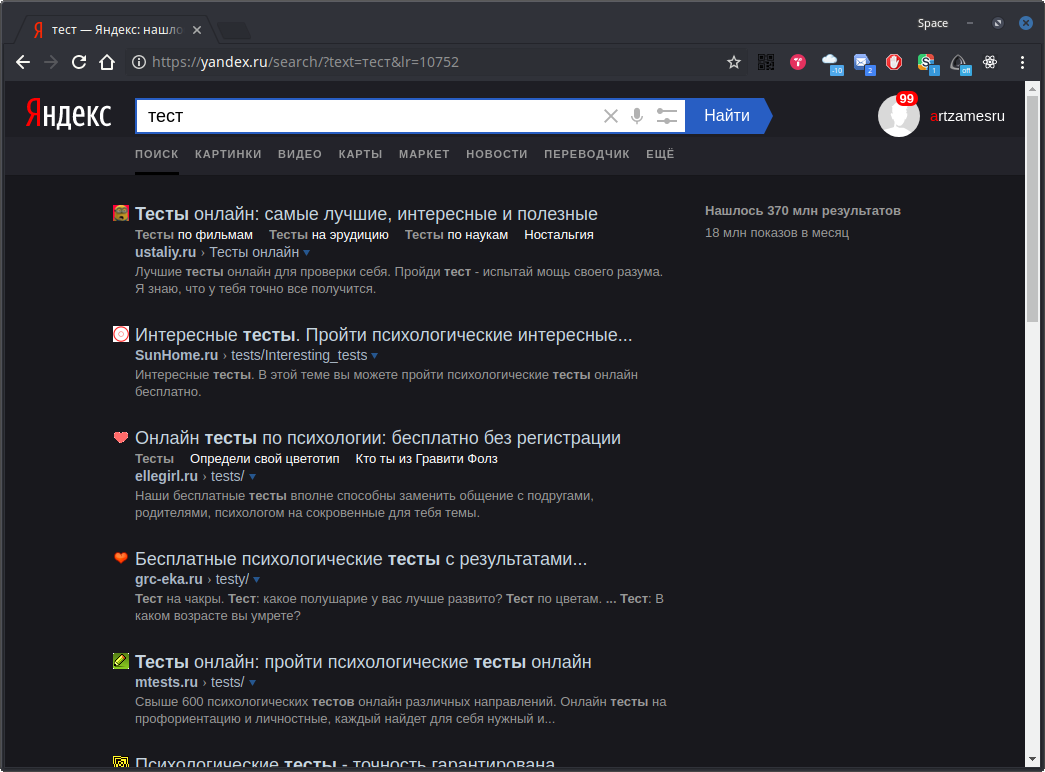 Space
тест — Яндекс: нашло
https://yandex.ru/search/?text=тест&lr=10752
-10 2 1 off
Яндекс
тест
Найти
99
artzamesru
ПОИСК КАРТИНКИ ВИДЕО КАРТЫ МАРКЕТ НОВОСТИ ПЕРЕВОДЧИК ЕЩЁ
Тесты онлайн: самые лучшие, интересные и полезные
Тесты по фильмам Тесты на эрудицию Тесты по наукам Ностальгия
ustaliy.ru › Тесты онлайн
Лучшие тесты онлайн для проверки себя. Пройди тест - испытай мощь своего разума.
Я знаю, что у тебя точно все получится.
Нашлось 370 млн результатов
18 млн показов в месяц
Интересные тесты. Пройти психологические интересные...
SunHome.ru › tests/Interesting_tests
Интересные тесты. В этой теме вы можете пройти психологические тесты онлайн
бесплатно.
Онлайн тесты по психологии: бесплатно без регистрации
Тесты Определи свой цветотип Кто ты из Гравити Фолз
ellegirl.ru › tests/
Наши бесплатные тесты вполне способны заменить общение с подругами,
родителями, психологом на сокровенные для тебя темы.
Бесплатные психологические тесты с результатами...
grc-eka.ru › testy/
Тест на чакры. Тест: какое полушарие у вас лучше развито? Тест по цветам. ... Тест: В
каком возрасте вы умрете?
Тесты онлайн: пройти психологические тесты онлайн
mtests.ru › tests/
Свыше 600 психологических тестов онлайн различных направлений. Онлайн тесты на
профориентацию и личностные, каждый найдет для себя нужный и...
Психологические тесты - точность гарантирована